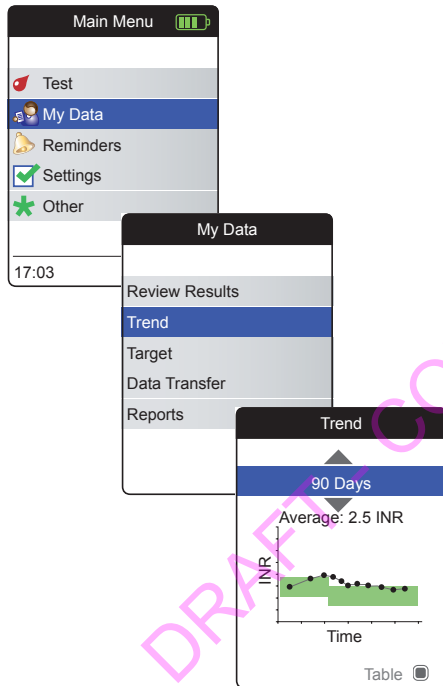 Main Menu
Test
My Data
Reminders
Settings
Other
17:03
My Data
Review Results
Trend
Target
Data Transfer
Reports
Trend
90 Days
Average: 2.5 INR
INR
Time
Table
DRAFT - CO